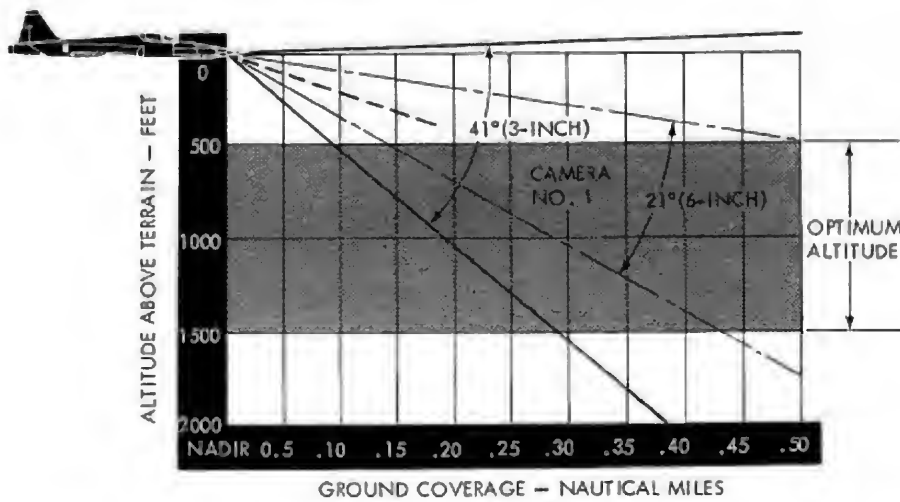 0
500
1000
1500
2000
ALTITUDE ABOVE TERRAIN — FEET
41°(3-INCH)
CAMERA
NO. 1
21°(6-INCH)
OPTIMUM
ALTITUDE
NADIR 0.5 .10 .15 .20 .25 .30 .35 .40 .45 .50
GROUND COVERAGE — NAUTICAL MILES